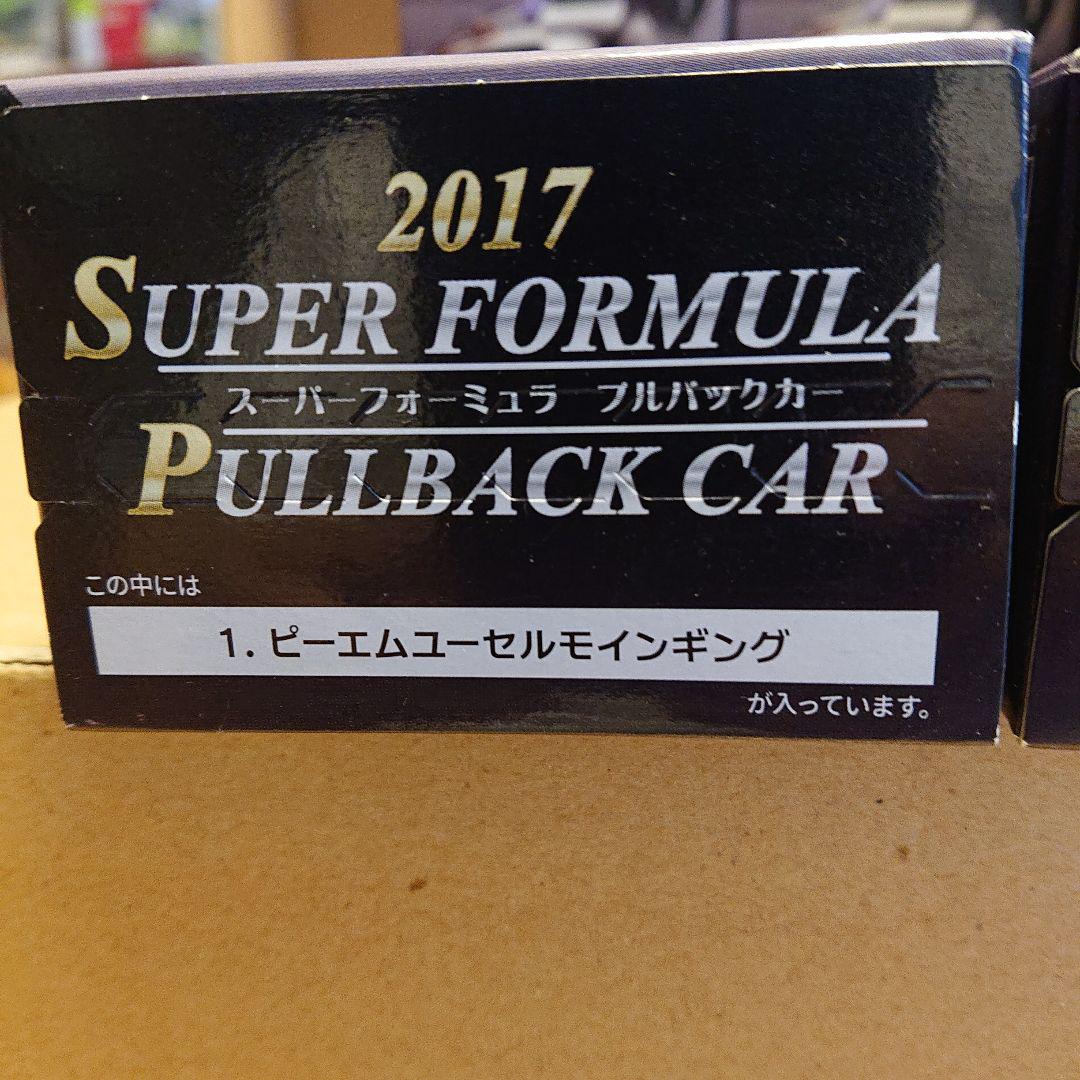 2017
SUPER FORMULA
スーパーフォーミュラ プルバックカー
PULLBACK CAR
この中には
1. ピーエムユーセルモインギング
が入っています。